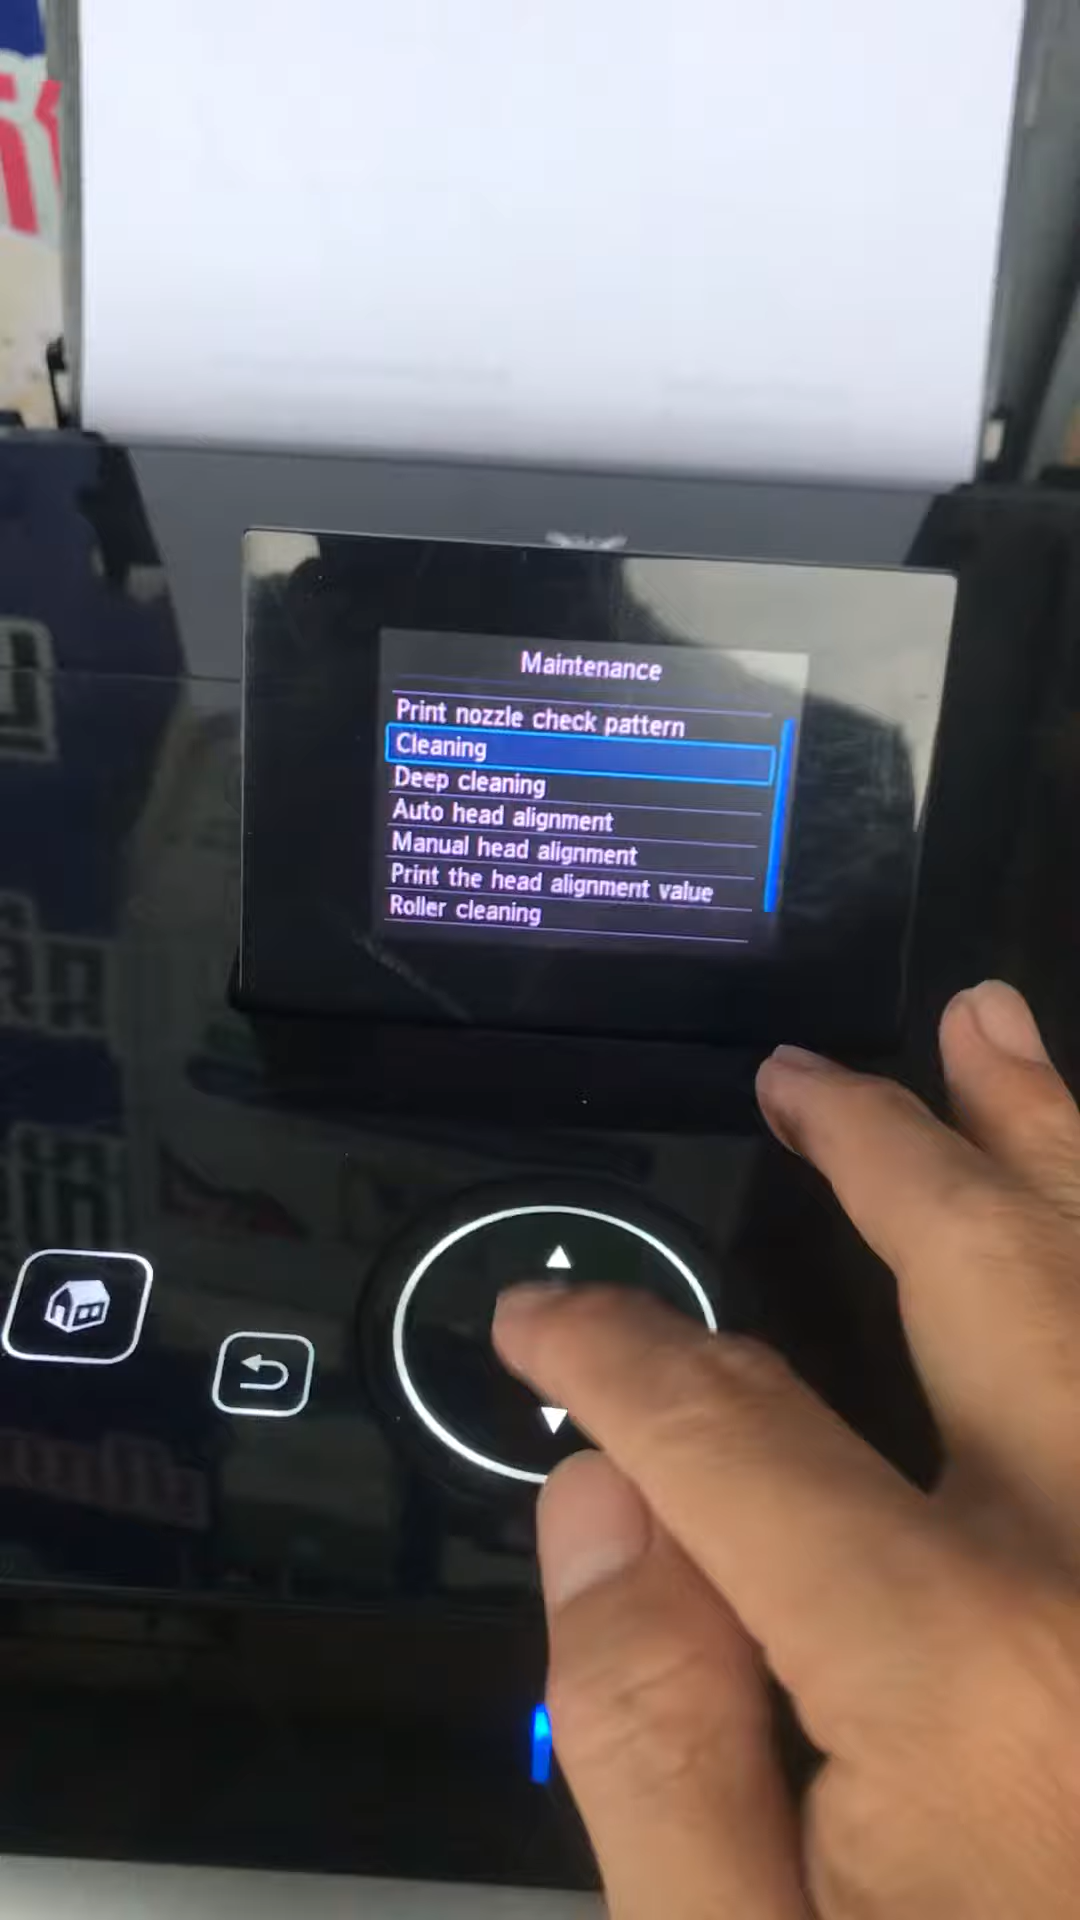 Maintenance
Print nozzle check pattern
Cleaning
Deep cleaning
Auto head alignment
Manual head alignment
Print the head alignment value
Roller cleaning